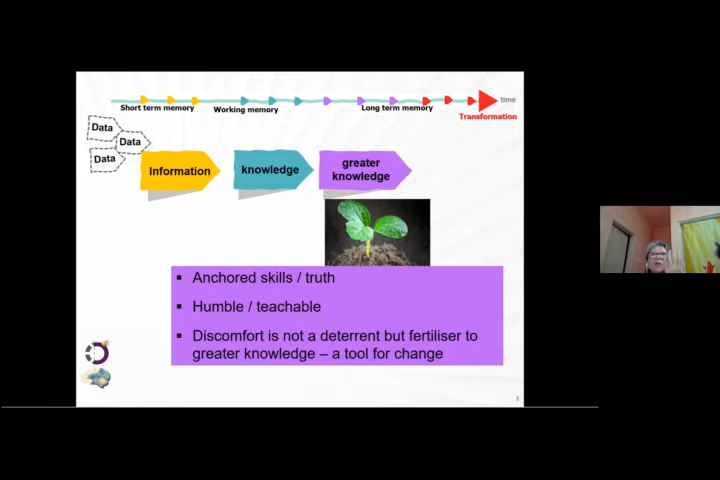 time
Short term memory
Working memory
Long term memory
Transformation
Data
Data
Data
Information
knowledge
greater
knowledge
▪ Anchored skills / truth
▪ Humble / teachable
▪ Discomfort is not a deterrent but fertiliser to
greater knowledge – a tool for change
8